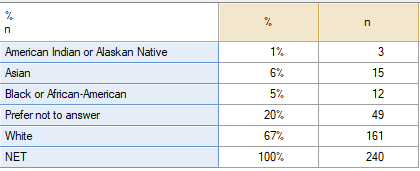 %
n
% n
American Indian or Alaskan Native 1% 3
Asian 6% 15
Black or African-American 5% 12
Prefer not to answer 20% 49
White 67% 161
NET 100% 240